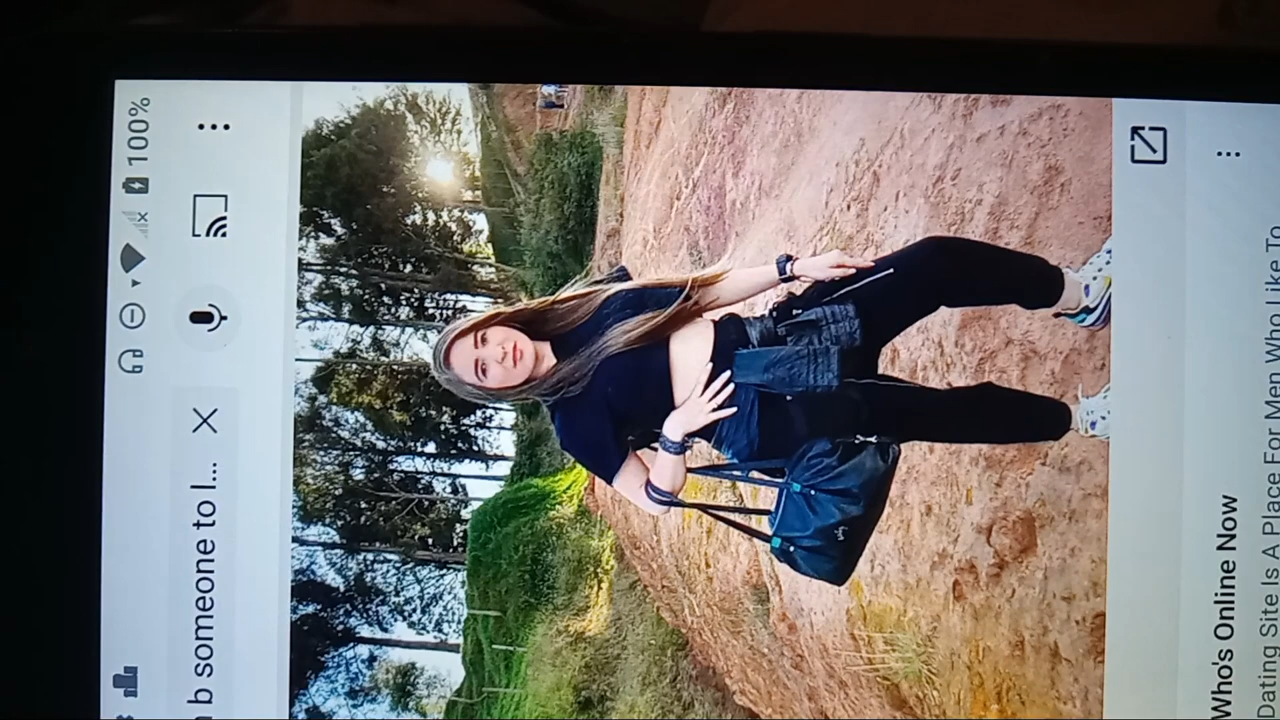 100%
b someone to l...
Who's Online Now
Dating Site Is A Place For Men Who Like To